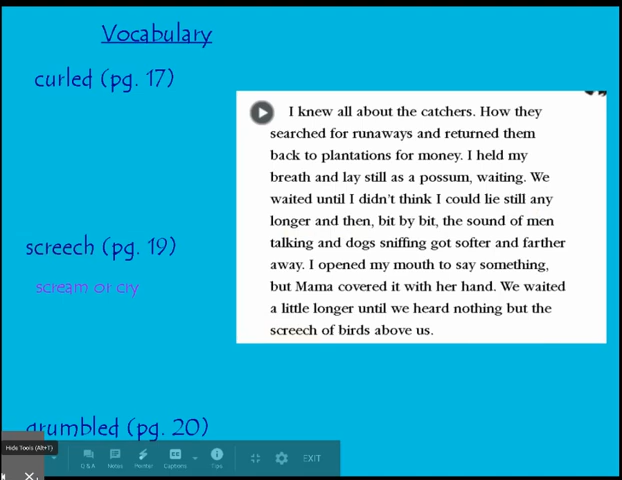 Vocabulary
curled (pg. 17)
I knew all about the catchers. How they
searched for runaways and returned them
back to plantations for money. I held my
breath and lay still as a possum, waiting. We
waited until I didn't think I could lie still any
longer and then, bit by bit, the sound of men
talking and dogs sniffing got softer and farther
away. I opened my mouth to say something,
but Mama covered it with her hand. We waited
a little longer until we heard nothing but the
screech of birds above us.
screech (pg. 19)
scream or cry
grumbled (pg. 20)
Hide Tools (Alt+T)
Q & A Notes Pointer CC Captions Tips EXIT